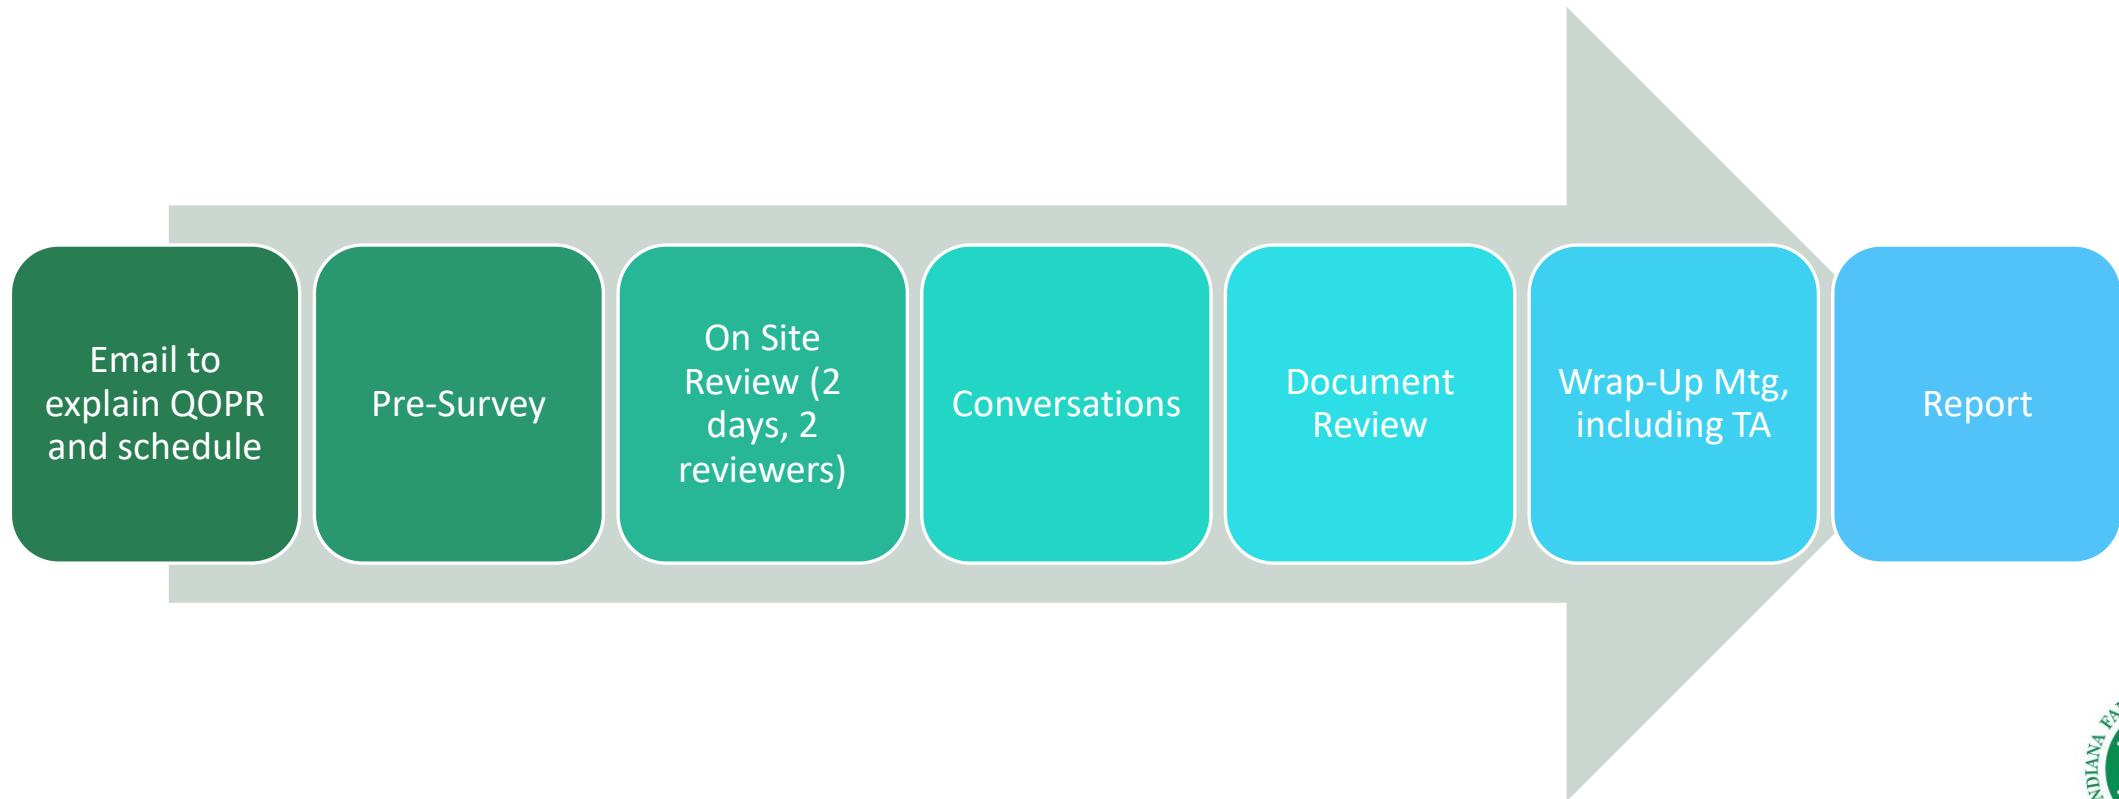 Email to
explain QOPR
and schedule
Pre-Survey
On Site
Review (2
days, 2
reviewers)
Conversations
Document
Review
Wrap-Up Mtg,
including TA
Report
INDIANA